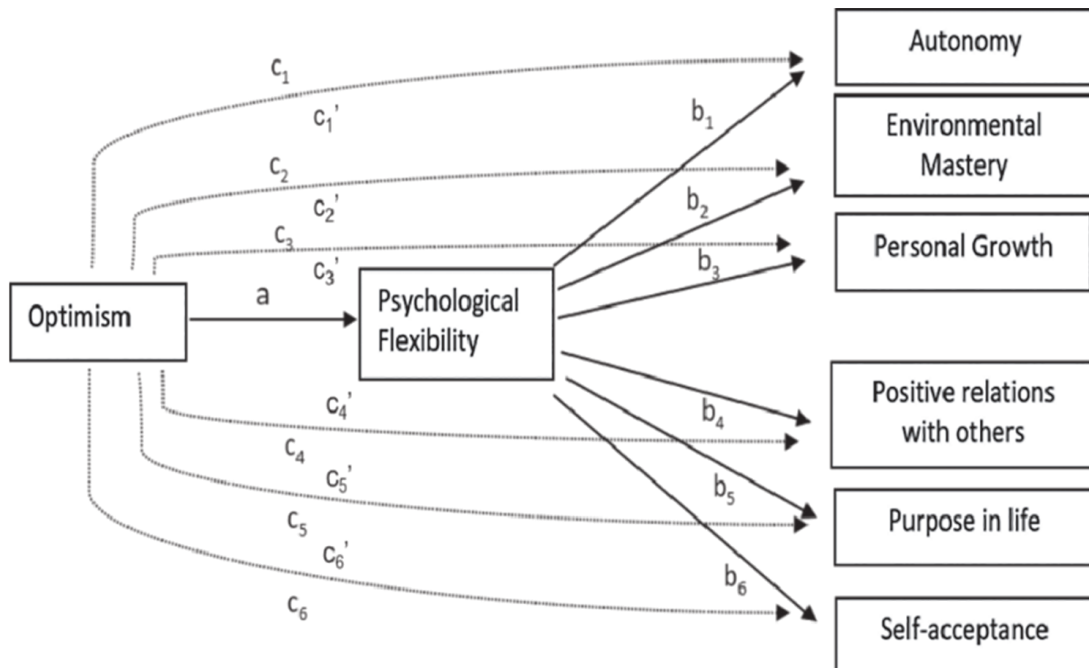 Autonomy
c₁
c₁’
b₁
Environmental
Mastery
c₂
c₂’
b₂
c₃
c₃’
b₃
Personal Growth
Optimism
a
Psychological
Flexibility
c₄’
c₄
b₄
Positive relations
with others
c₅’
c₅
b₅
Purpose in life
c₆’
c₆
b₆
Self-acceptance